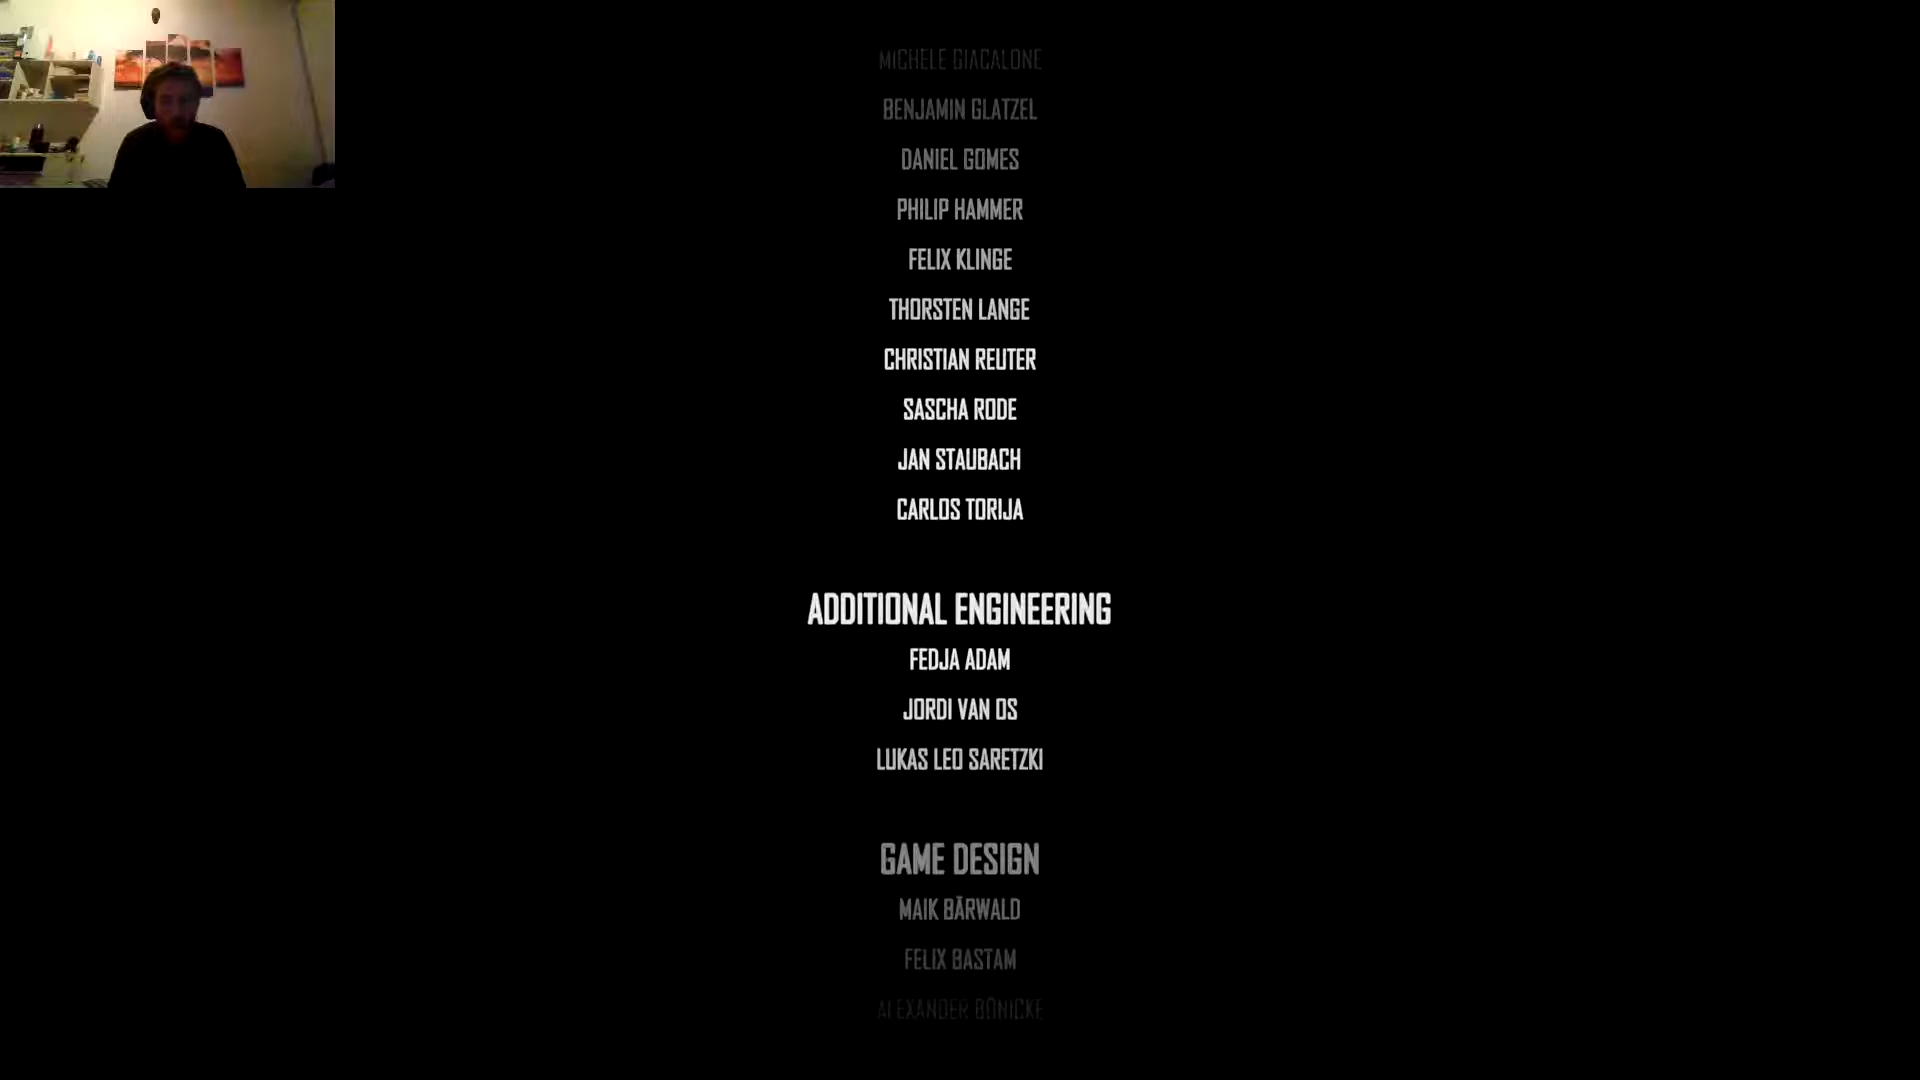 MICHELE GIACALONE
BENJAMIN GLATZEL
DANIEL GOMES
PHILIP HAMMER
FELIX KLINGE
THORSTEN LANGE
CHRISTIAN REUTER
SASCHA RODE
JAN STAUBACH
CARLOS TORIJA
ADDITIONAL ENGINEERING
FEDJA ADAM
JORDI VAN OS
LUKAS LEO SARETZKI
GAME DESIGN
MAIK BÄRWALD
FELIX BASTAM
ALEXANDER BÖNICKE